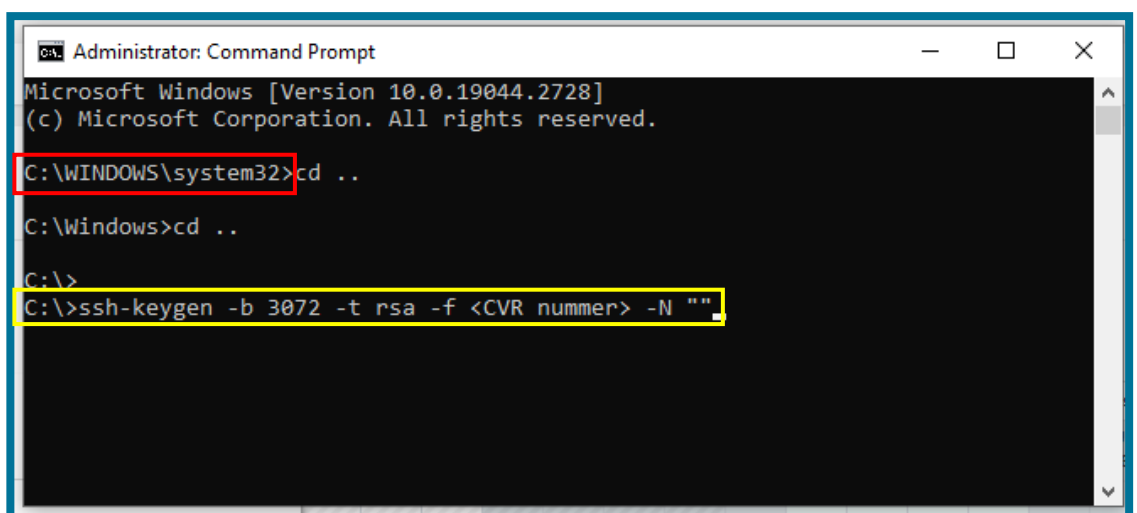 Administrator: Command Prompt
Microsoft Windows [Version 10.0.19044.2728]
(c) Microsoft Corporation. All rights reserved.
C:\WINDOWS\system32>cd ..
C:\Windows>cd ..
C:\>
C:\>ssh-keygen -b 3072 -t rsa -f <CVR nummer> -N ""